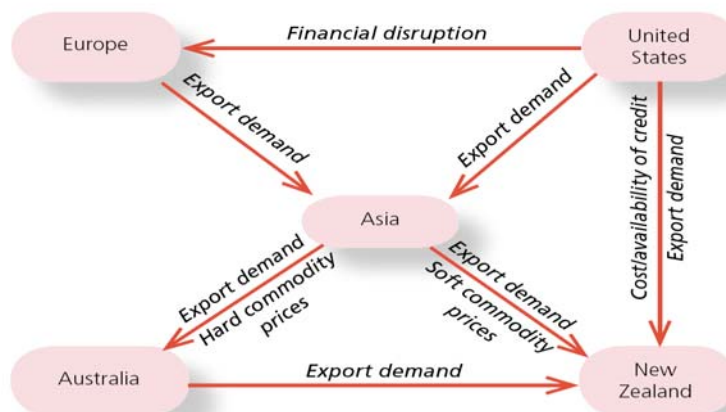 Europe
Financial disruption
United
States
Export demand
Export demand
Cost/availability of credit
Export demand
Asia
Export demand
Hard commodity
prices
Export demand
Soft commodity
prices
Australia
Export demand
New
Zealand